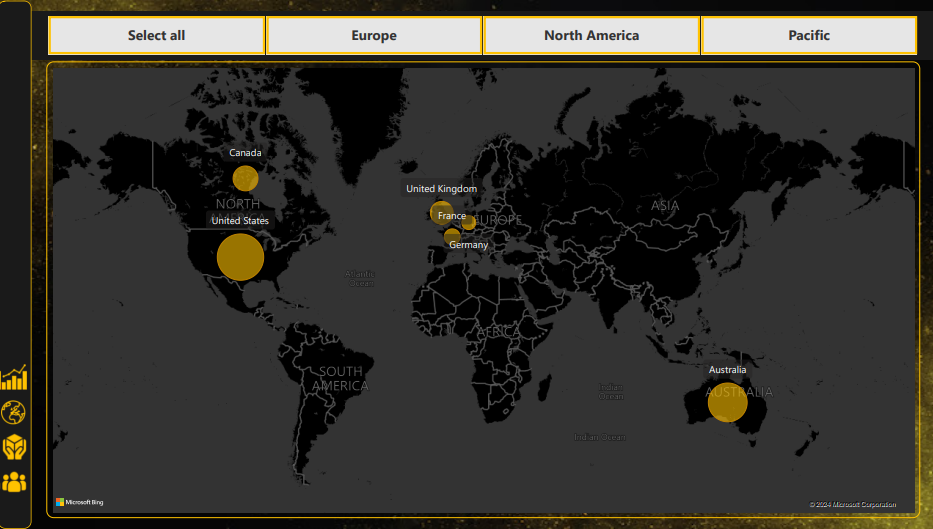 Select all
Europe
North America
Pacific
Canada
NORTH
AMERICA
United States
United Kingdom
France
EUROPE
Germany
ASIA
Atlantic
Ocean
AFRICA
SOUTH
AMERICA
Australia
AUSTRALIA
Indian
Ocean
Indian Ocean
Microsoft Bing
© 2024 Microsoft Corporation